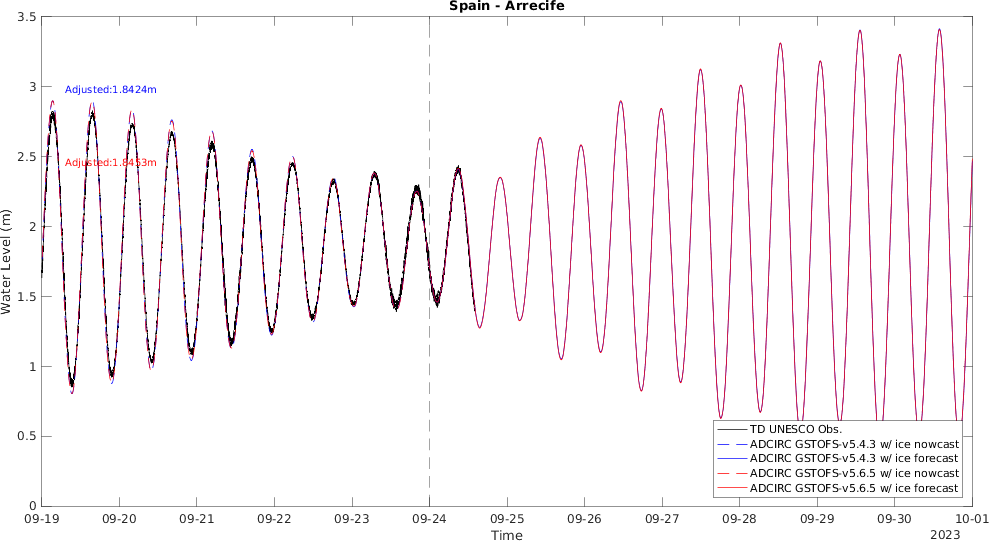 Spain - Arrecife
3.5
3
2.5
2
1.5
1
0.5
0
Water Level (m)
Adjusted:1.8424m
Adjusted:1.8453m
TD UNESCO Obs.
ADCIRC GSTOFS-v5.4.3 w/ ice nowcast
ADCIRC GSTOFS-v5.4.3 w/ ice forecast
ADCIRC GSTOFS-v5.6.5 w/ ice nowcast
ADCIRC GSTOFS-v5.6.5 w/ ice forecast
09-19 09-20 09-21 09-22 09-23 09-24 09-25 09-26 09-27 09-28 09-29 09-30 10-01
Time
2023